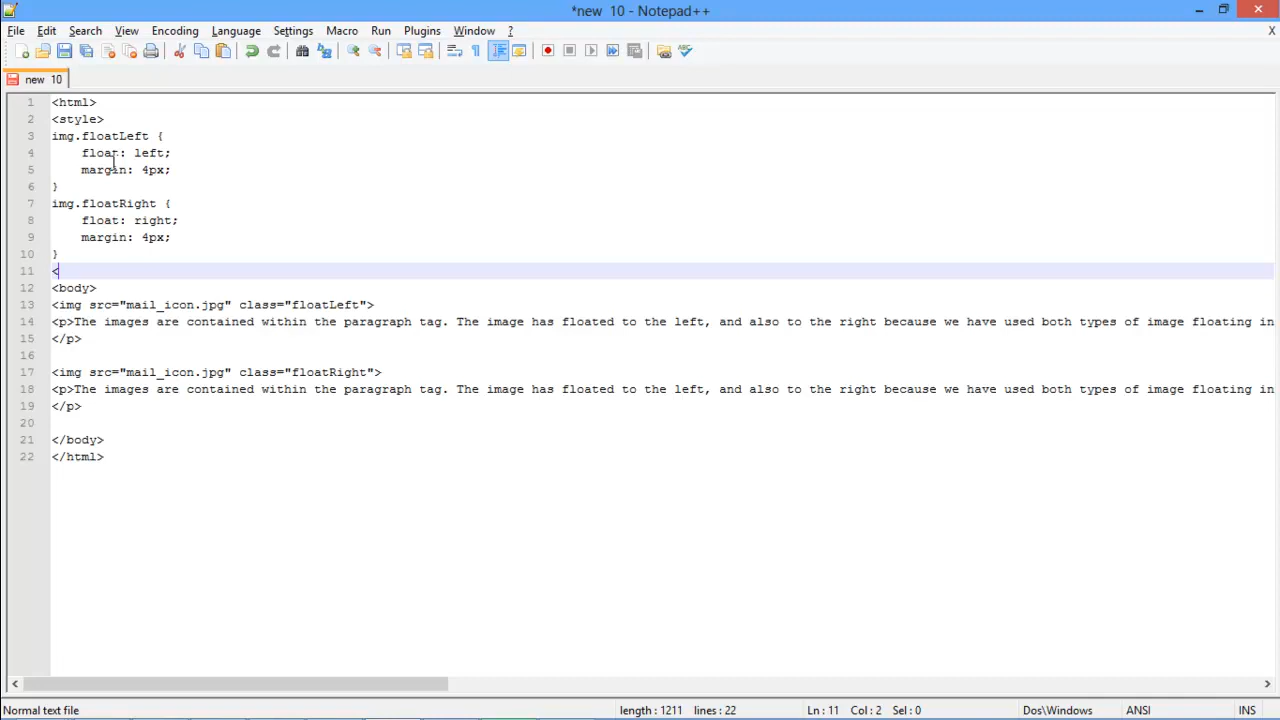 *new 10 - Notepad++
File Edit Search View Encoding Language Settings Macro Run Plugins Window ? X
new 10
1 <html>
2 <style>
3 img.floatLeft {
4 float: left;
5 margin: 4px;
6 }
7 img.floatRight {
8 float: right;
9 margin: 4px;
10 }
11 <
12 <body>
13 <img src="mail_icon.jpg" class="floatLeft">
14 <p>The images are contained within the paragraph tag. The image has floated to the left, and also to the right because we have used both types of image floating in
15 </p>
16
17 <img src="mail_icon.jpg" class="floatRight">
18 <p>The images are contained within the paragraph tag. The image has floated to the left, and also to the right because we have used both types of image floating in
19 </p>
20
21 </body>
22 </html>
Normal text file length : 1211 lines : 22 Ln : 11 Col : 2 Sel : 0 Dos\Windows ANSI INS